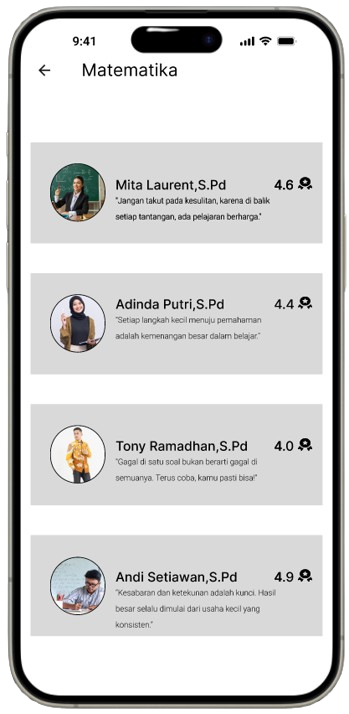 9:41
Matematika
Mita Laurent,S.Pd 4.6
"Jangan takut pada kesulitan, karena di balik
setiap tantangan, ada pelajaran berharga."
Adinda Putri,S.Pd 4.4
"Setiap langkah kecil menuju pemahaman
adalah kemenangan besar dalam belajar."
Tony Ramadhan,S.Pd 4.0
"Gagal di satu soal bukan berarti gagal di
semuanya. Terus coba, kamu pasti bisa!"
Andi Setiawan,S.Pd 4.9
"Kesabaran dan ketekunan adalah kunci. Hasil
besar selalu dimulai dari usaha kecil yang
konsisten."